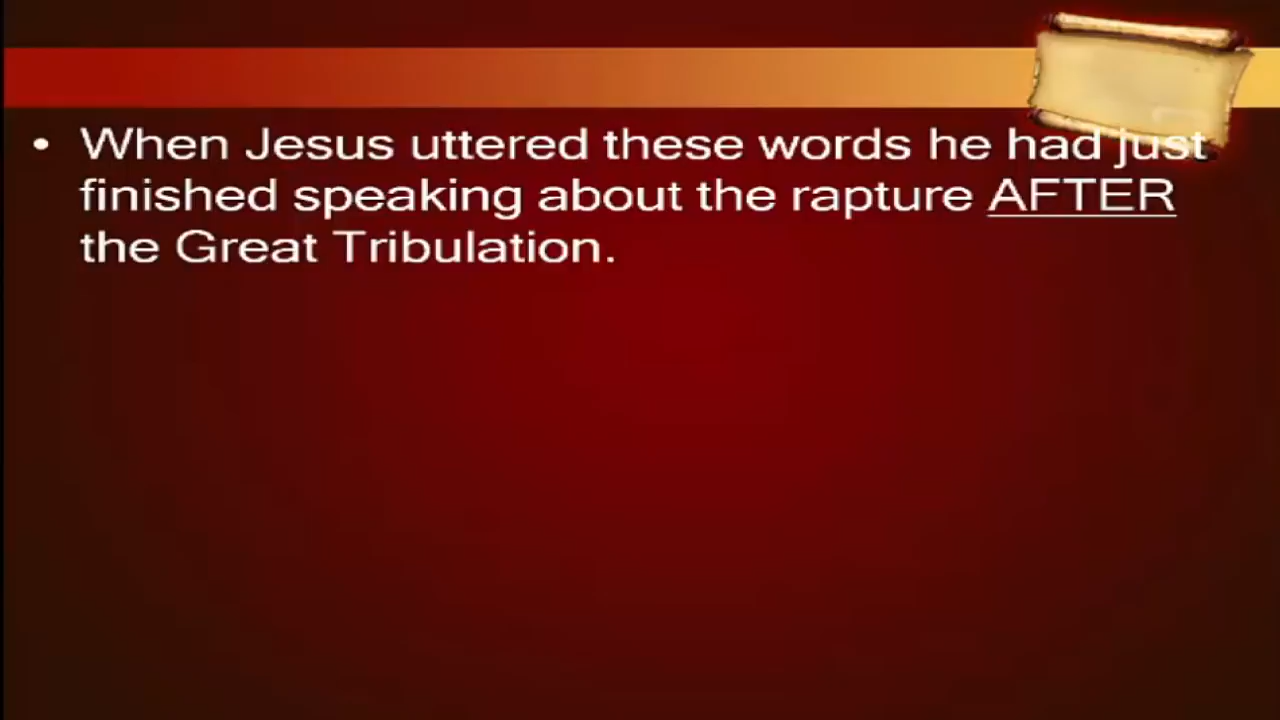 • When Jesus uttered these words he had just
finished speaking about the rapture AFTER
the Great Tribulation.